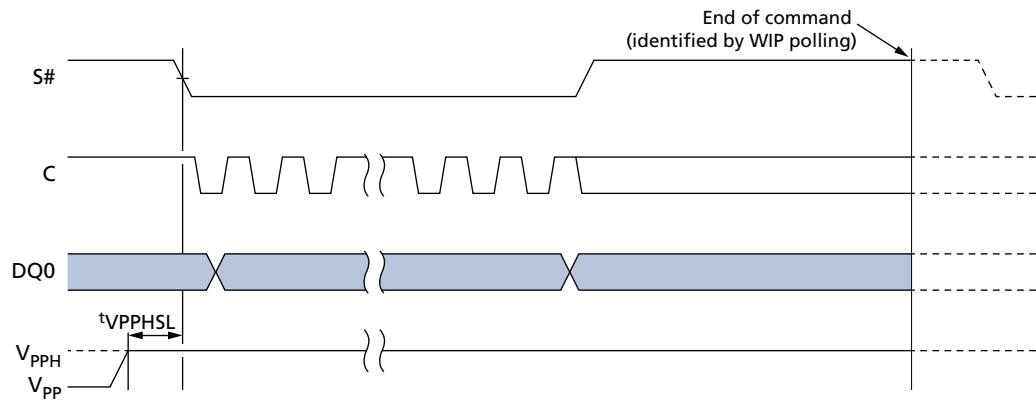 End of command
(identified by WIP polling)
S#
C
DQ0
tVPPHSL
VPPH
VPP